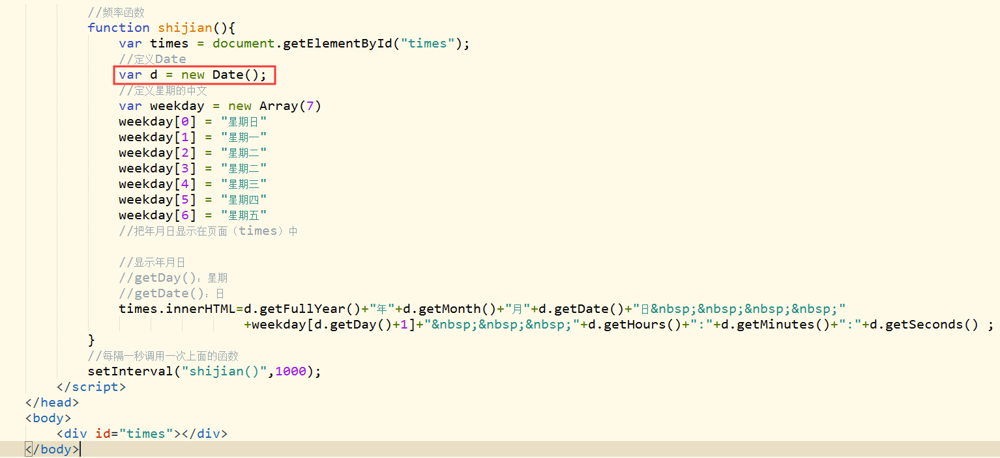 //频率函数
function shijian(){
var times = document.getElementById("times");
//定义Date
var d = new Date();
//定义星期的中文
var weekday = new Array(7)
weekday[0] = "星期日"
weekday[1] = "星期一"
weekday[2] = "星期二"
weekday[3] = "星期二"
weekday[4] = "星期三"
weekday[5] = "星期四"
weekday[6] = "星期五"
//把年月日显示在页面（times）中
//显示年月日
//getDay()：星期
//getDate()：日
times.innerHTML=d.getFullYear()+"年"+d.getMonth()+"月"+d.getDate()+"日&nbsp;&nbsp;&nbsp;&nbsp;"
+weekday[d.getDay()+1]+"&nbsp;&nbsp;&nbsp;"+d.getHours()+":"+d.getMinutes()+":"+d.getSeconds() ;
}
//每隔一秒调用一次上面的函数
setInterval("shijian()",1000);
</script>
</head>
<body>
<div id="times"></div>
</body>